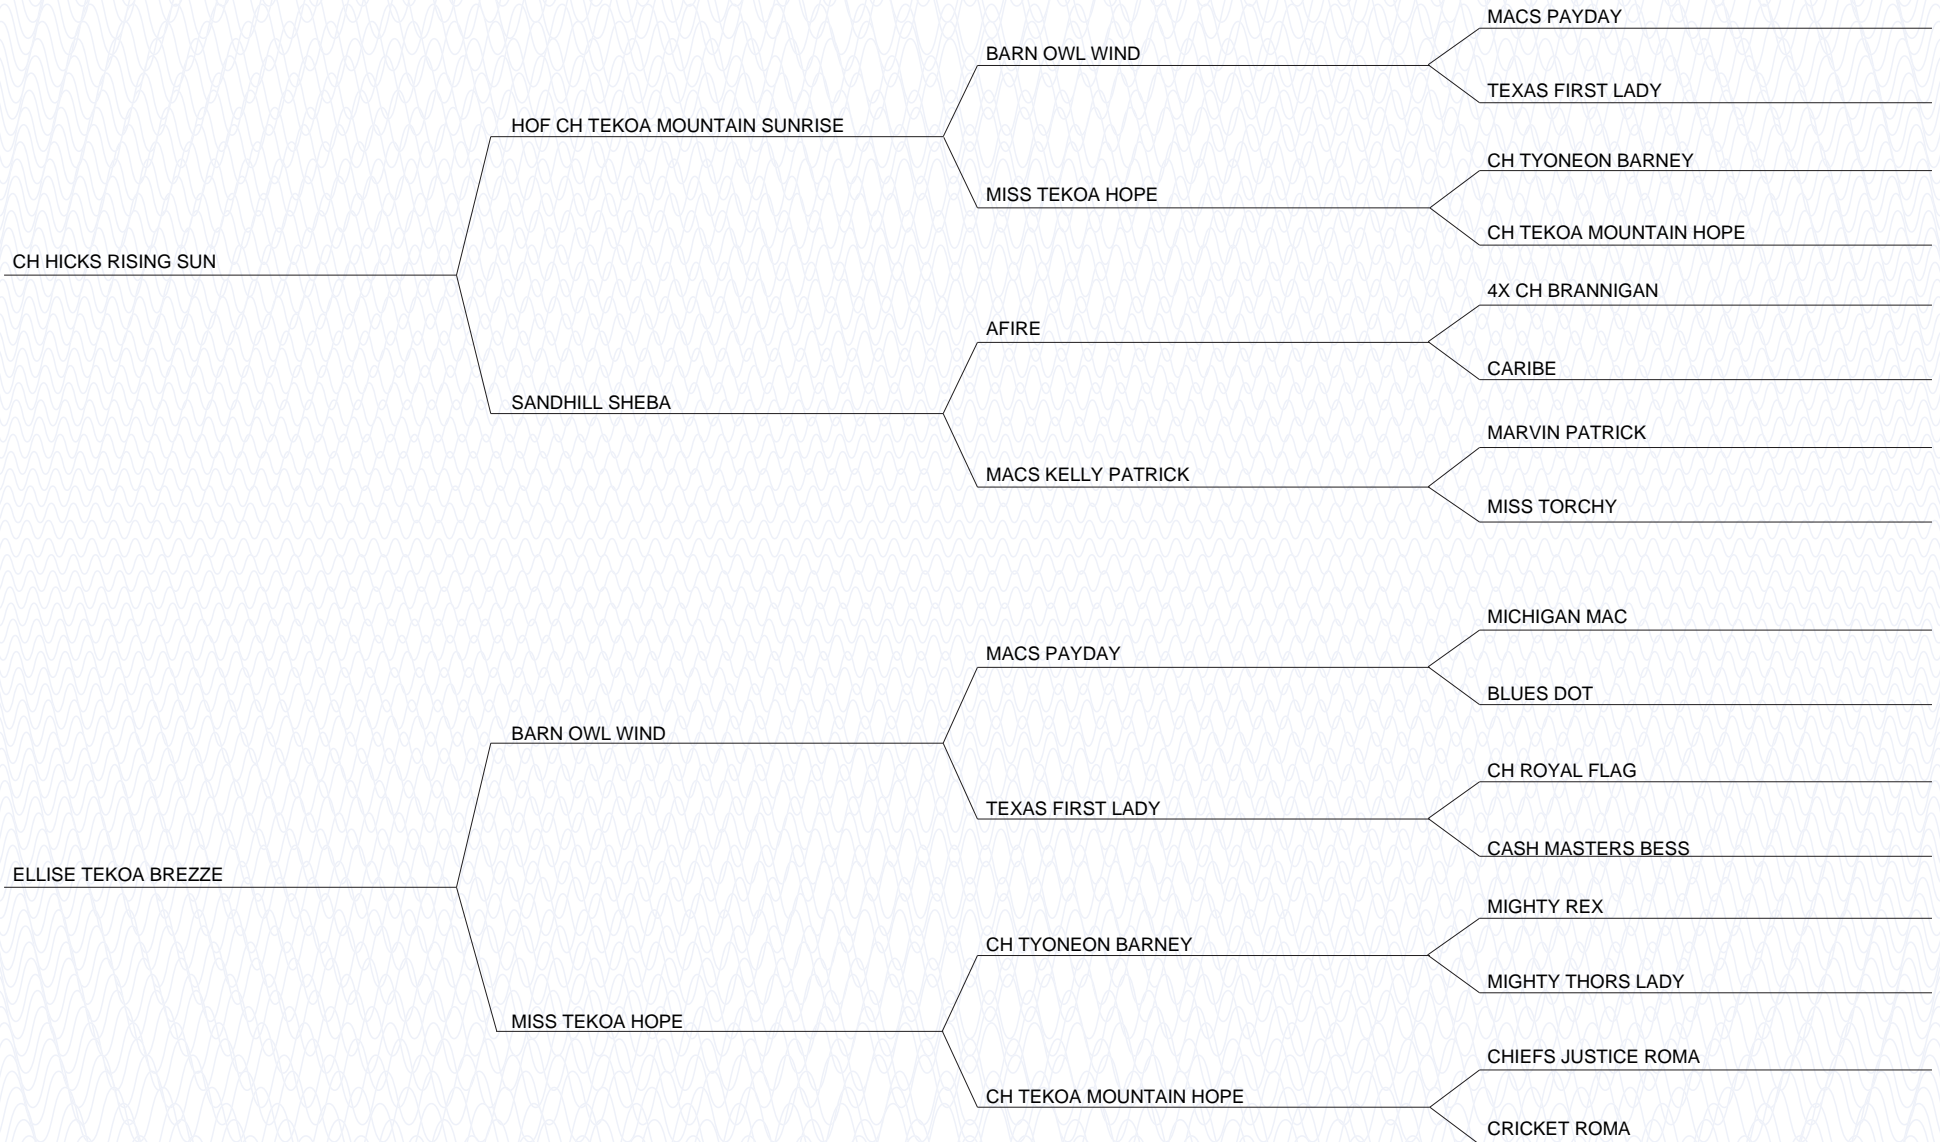 MACS PAYDAY
BARN OWL WIND
TEXAS FIRST LADY
HOF CH TEKOA MOUNTAIN SUNRISE
CH TYONEON BARNEY
MISS TEKOA HOPE
CH TEKOA MOUNTAIN HOPE
CH HICKS RISING SUN
4X CH BRANNIGAN
AFIRE
CARIBE
SANDHILL SHEBA
MARVIN PATRICK
MACS KELLY PATRICK
MISS TORCHY
MICHIGAN MAC
MACS PAYDAY
BLUES DOT
BARN OWL WIND
CH ROYAL FLAG
TEXAS FIRST LADY
CASH MASTERS BESS
ELLISE TEKOA BREZZE
MIGHTY REX
CH TYONEON BARNEY
MIGHTY THORS LADY
MISS TEKOA HOPE
CHIEFS JUSTICE ROMA
CH TEKOA MOUNTAIN HOPE
CRICKET ROMA